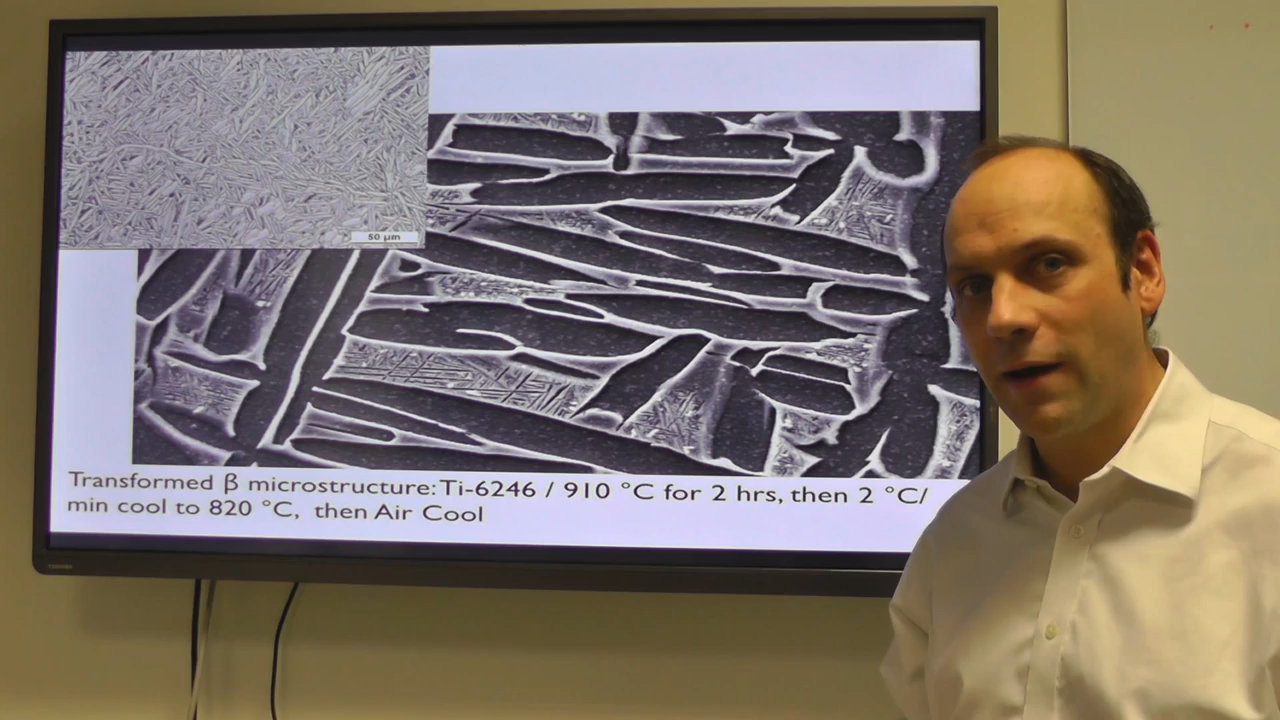 50 µm
Transformed β microstructure: Ti-6246 / 910 °C for 2 hrs, then 2 °C/
min cool to 820 °C, then Air Cool
TOSHIBA